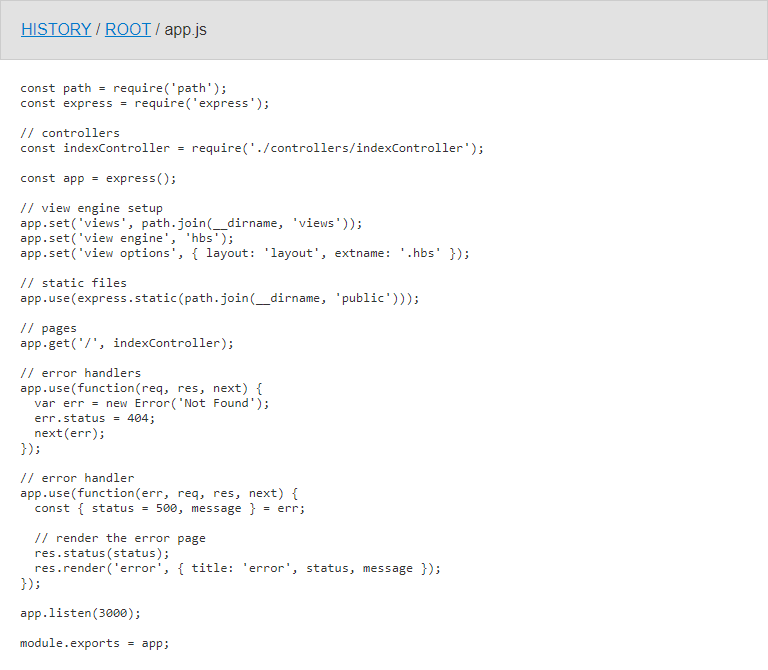 HISTORY / ROOT / app.js
const path = require('path');
const express = require('express');
// controllers
const indexController = require('./controllers/indexController');
const app = express();
// view engine setup
app.set('views', path.join(__dirname, 'views'));
app.set('view engine', 'hbs');
app.set('view options', { layout: 'layout', extname: '.hbs' });
// static files
app.use(express.static(path.join(__dirname, 'public')));
// pages
app.get('/', indexController);
// error handlers
app.use(function(req, res, next) {
  var err = new Error('Not Found');
  err.status = 404;
  next(err);
});
// error handler
app.use(function(err, req, res, next) {
  const { status = 500, message } = err;
  // render the error page
  res.status(status);
  res.render('error', { title: 'error', status, message });
});
app.listen(3000);
module.exports = app;